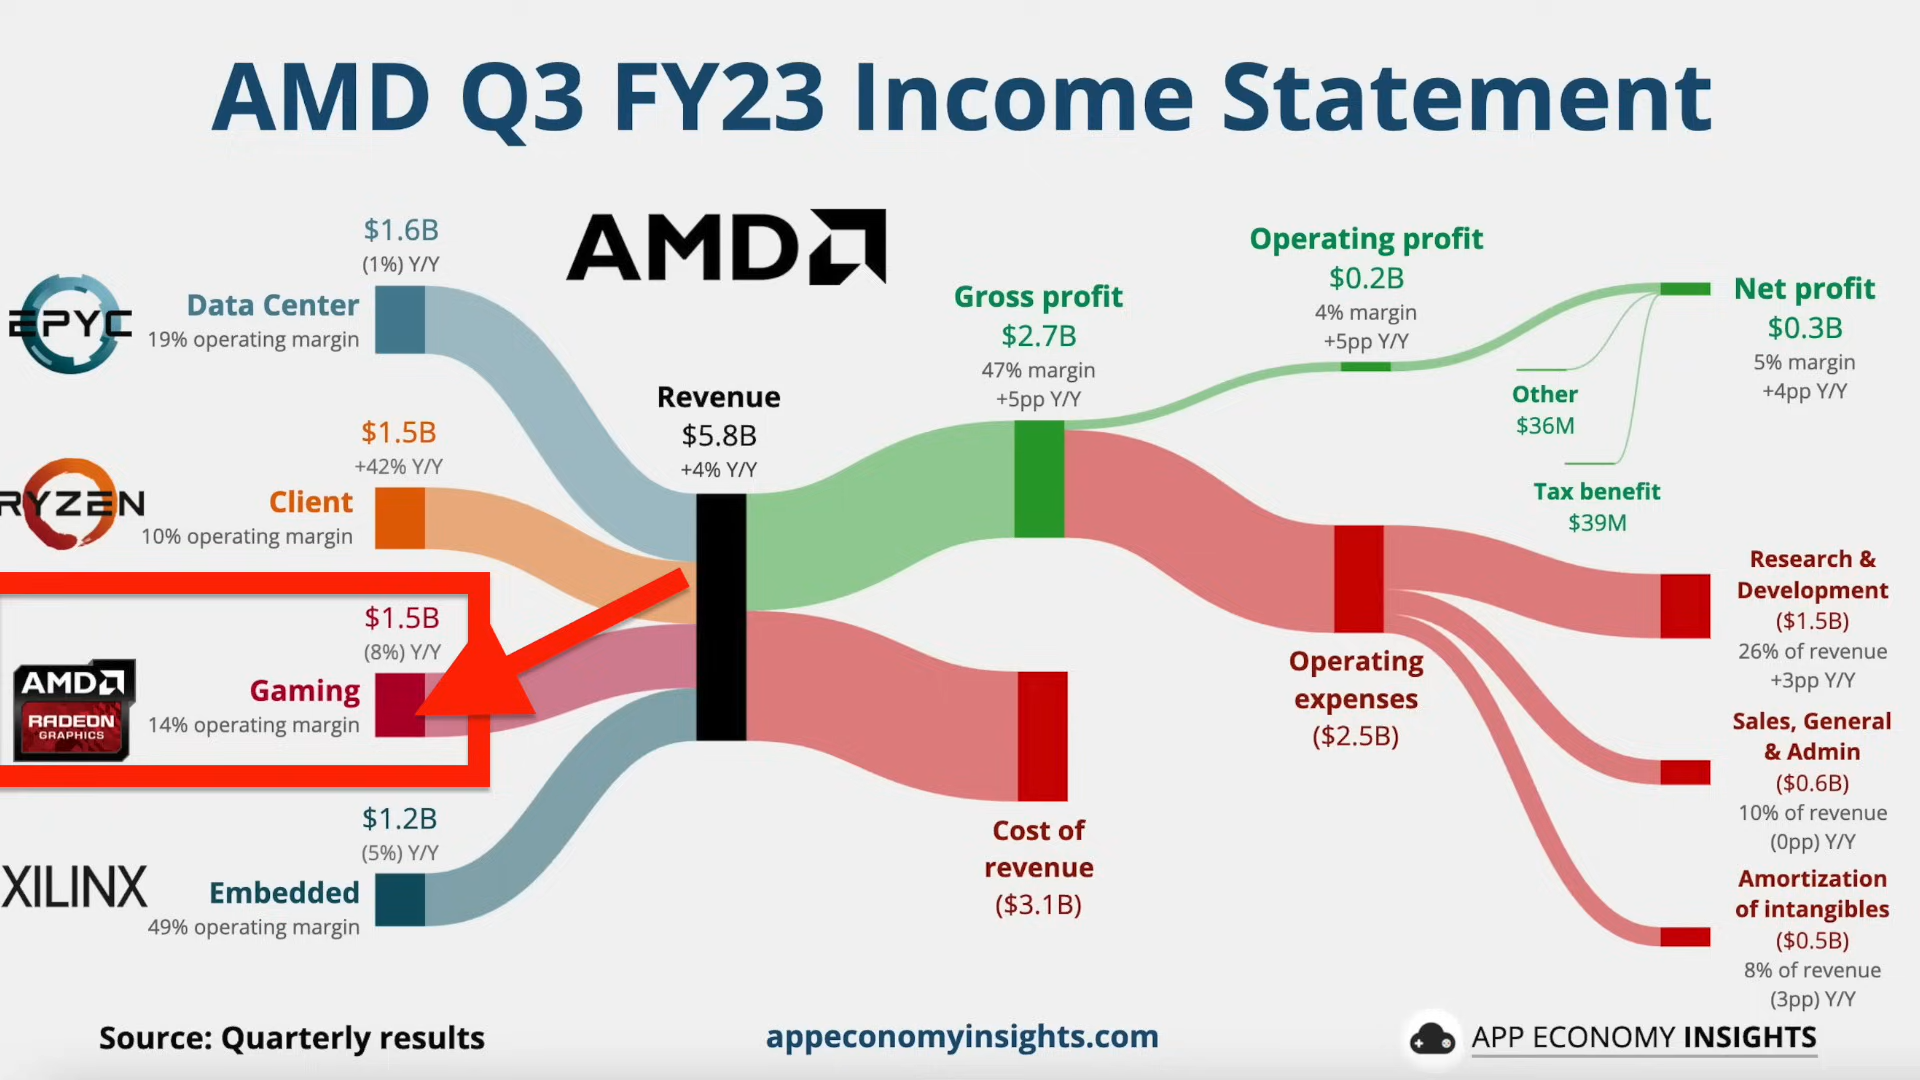 AMD Q3 FY23 Income Statement
AMD
$1.6B
(1%) Y/Y
EPYC
Data Center
19% operating margin
$1.5B
+42% Y/Y
RYZEN
Client
10% operating margin
$1.5B
(8%) Y/Y
AMD
RADEON
GRAPHICS
Gaming
14% operating margin
$1.2B
(5%) Y/Y
XILINX
Embedded
49% operating margin
Revenue
$5.8B
+4% Y/Y
Gross profit
$2.7B
47% margin
+5pp Y/Y
Cost of
revenue
($3.1B)
Operating profit
$0.2B
4% margin
+5pp Y/Y
Operating
expenses
($2.5B)
Net profit
$0.3B
5% margin
+4pp Y/Y
Other
$36M
Tax benefit
$39M
Research &
Development
($1.5B)
26% of revenue
+3pp Y/Y
Sales, General
& Admin
($0.6B)
10% of revenue
(0pp) Y/Y
Amortization
of intangibles
($0.5B)
8% of revenue
(3pp) Y/Y
Source: Quarterly results
appeconomyinsights.com
APP ECONOMY INSIGHTS